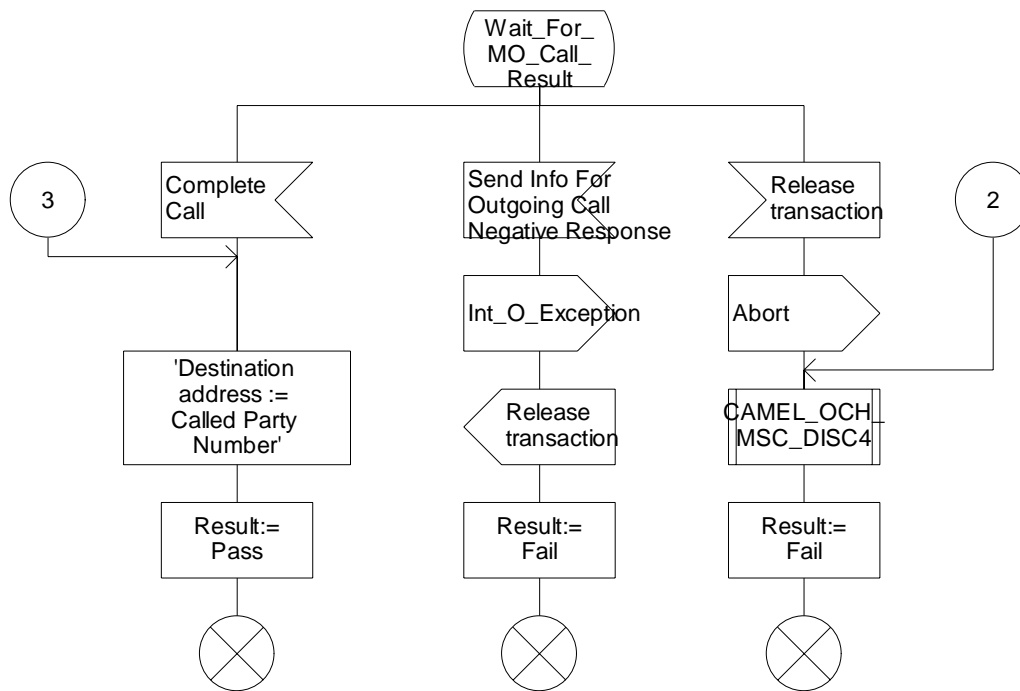 Wait_For_
MO_Call_
Result
3
Complete
Call
Send Info For
Outgoing Call
Negative Response
Release
transaction
2
Int_O_Exception
Abort
'Destination
address :=
Called Party
Number'
Release
transaction
CAMEL_OCH_
MSC_DISC4
Result:=
Pass
Result:=
Fail
Result:=
Fail